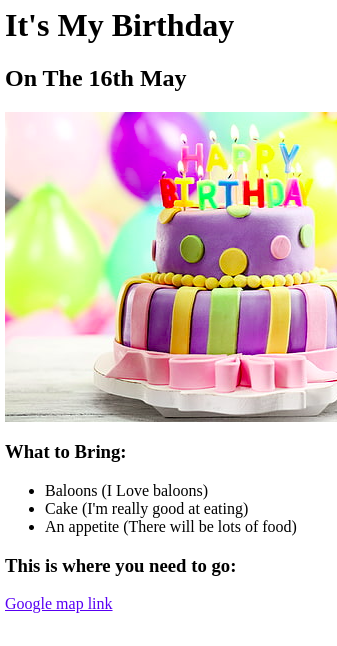 It's My Birthday
On The 16th May
HAPPY
BIRTHDAY
What to Bring:
Baloons (I Love baloons)
Cake (I'm really good at eating)
An appetite (There will be lots of food)
This is where you need to go:
Google map link